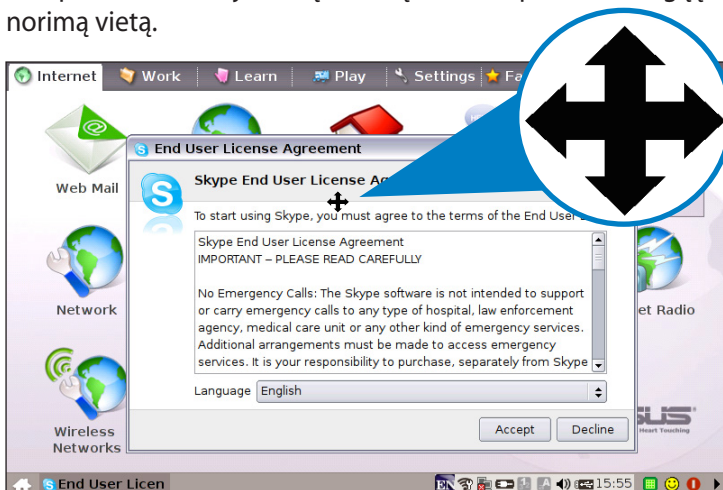 norimą vietą.
Internet Work Learn Play Settings
End User License Agreement
Skype End User License
To start using Skype, you must agree to the terms of the End User
Skype End User License Agreement
IMPORTANT – PLEASE READ CAREFULLY
No Emergency Calls: The Skype software is not intended to support
or carry emergency calls to any type of hospital, law enforcement
agency, medical care unit or any other kind of emergency services.
Additional arrangements must be made to access emergency
services. It is your responsibility to purchase, separately from Skype
Language English
Accept Decline
Web Mail
Network
Wireless
Networks
Radio
Heart Touching
End User Licen
EN 15:55